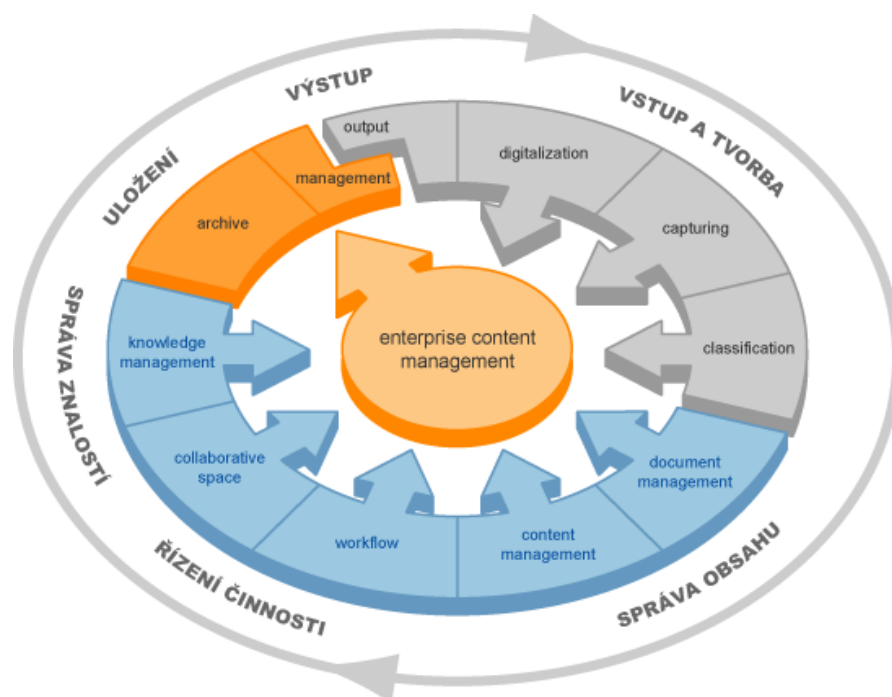 VÝSTUP
VSTUP A TVORBA
ULOŽENÍ
SPRÁVA ZNALOSTÍ
ŘÍZENÍ ČINNOSTI
SPRÁVA OBSAHU
output
digitalization
capturing
classification
document
management
content
management
workflow
collaborative
space
knowledge
management
archive
management
enterprise content
management